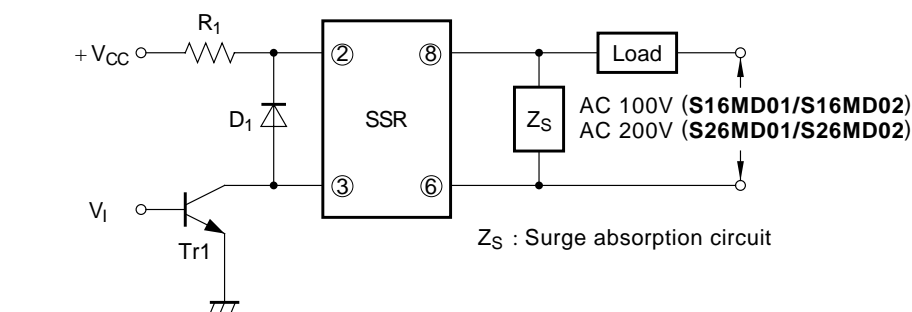 R1
+ VCC
② ⑧ Load
D1 SSR ZS AC 100V (S16MD01/S16MD02)
AC 200V (S26MD01/S26MD02)
③ ⑥
VI
Tr1
ZS : Surge absorption circuit